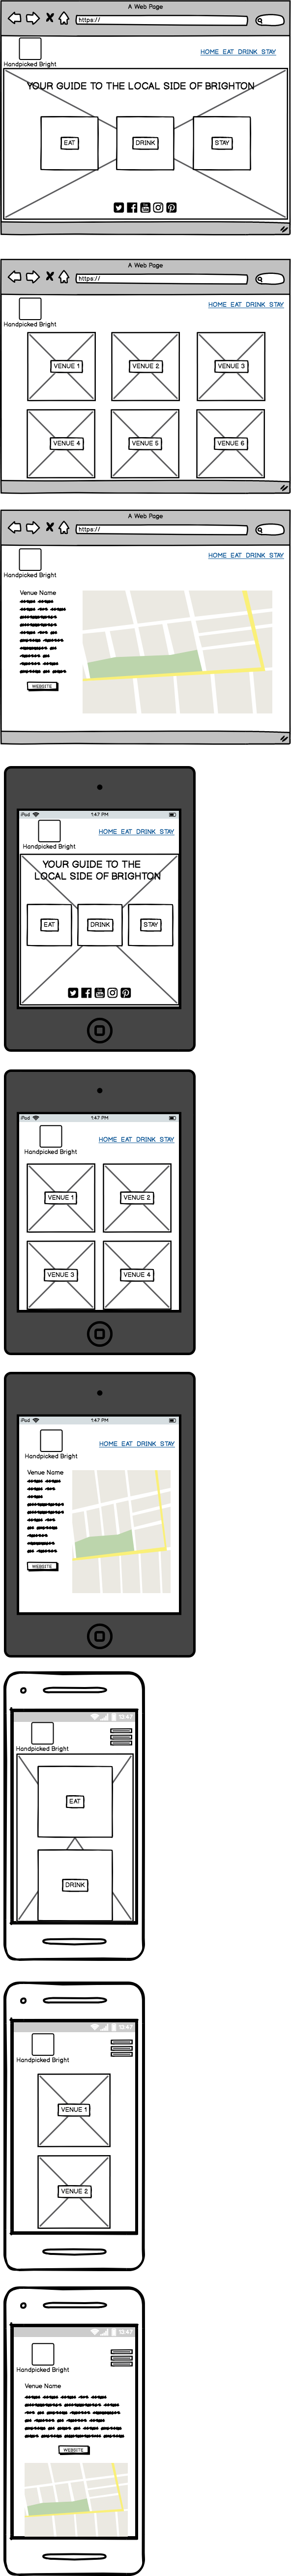 A Web Page
https://
HOME EAT DRINK STAY
Handpicked Bright
YOUR GUIDE TO THE LOCAL SIDE OF BRIGHTON
EAT DRINK STAY
A Web Page
https://
HOME EAT DRINK STAY
Handpicked Bright
VENUE 1 VENUE 2 VENUE 3
VENUE 4 VENUE 5 VENUE 6
A Web Page
https://
HOME EAT DRINK STAY
Handpicked Bright
Venue Name
WEBSITE
iPod 1:47 PM
HOME EAT DRINK STAY
Handpicked Bright
YOUR GUIDE TO THE
LOCAL SIDE OF BRIGHTON
EAT DRINK STAY
iPod 1:47 PM
HOME EAT DRINK STAY
Handpicked Bright
VENUE 1 VENUE 2
VENUE 3 VENUE 4
iPod 1:47 PM
HOME EAT DRINK STAY
Handpicked Bright
Venue Name
WEBSITE
13:47
Handpicked Bright
EAT
DRINK
13:47
Handpicked Bright
VENUE 1
VENUE 2
13:47
Handpicked Bright
Venue Name
WEBSITE